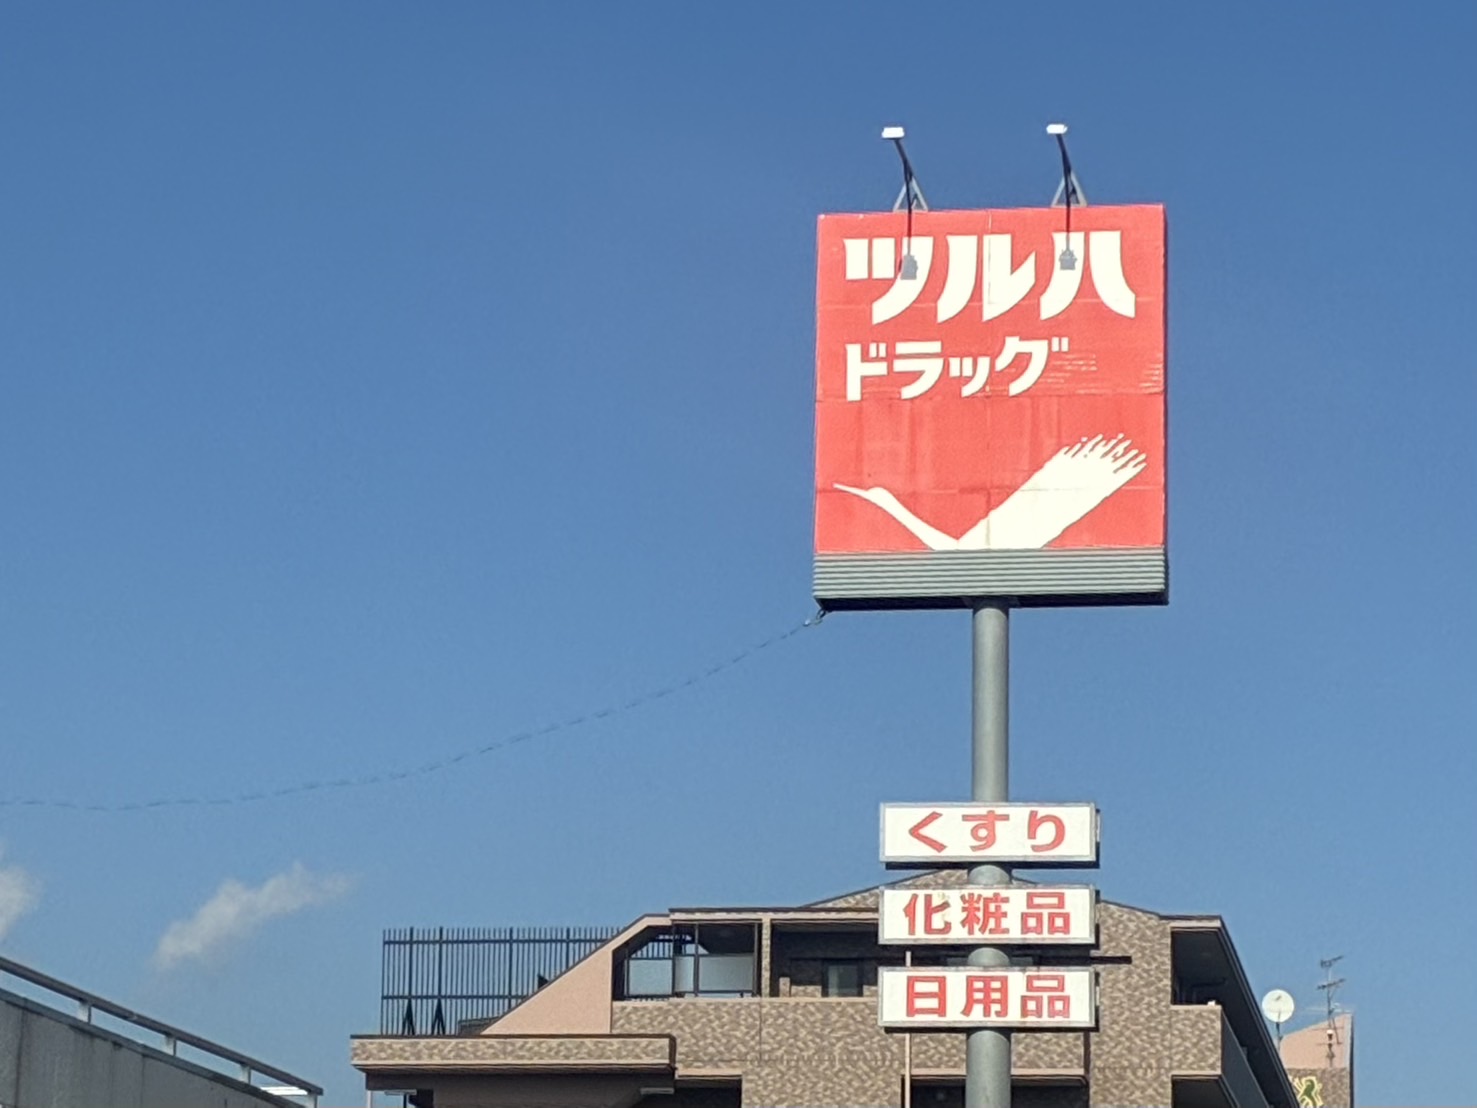 ツルハ
ドラッグ
くすり
化粧品
日用品